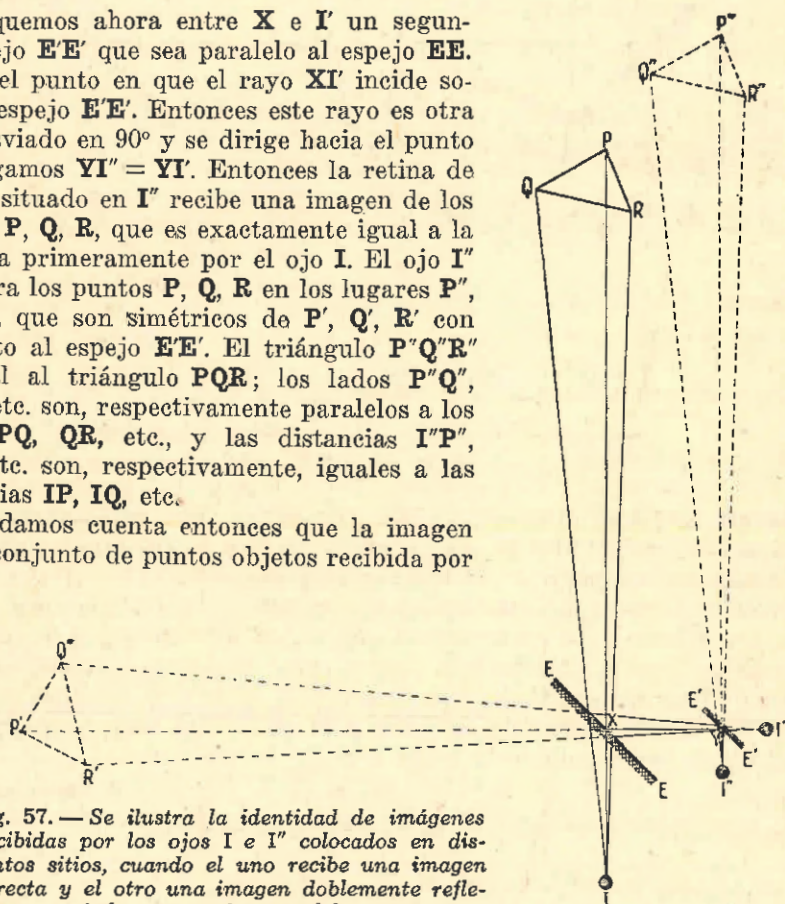 quemos ahora entre X e I′ un segun-
ejo E′E′ que sea paralelo al espejo EE.
el punto en que el rayo XI′ incide so-
espejo E′E′. Entonces este rayo es otra
sviado en 90° y se dirige hacia el punto
gamos YI″ = YI′. Entonces la retina de
situado en I″ recibe una imagen de los
P, Q, R, que es exactamente igual a la
a primeramente por el ojo I. El ojo I″
ra los puntos P, Q, R en los lugares P″,
que son simétricos de P′, Q′, R′ con
to al espejo E′E′. El triángulo P″Q″R″
l al triángulo PQR; los lados P″Q″,
etc. son, respectivamente paralelos a los
PQ, QR, etc., y las distancias I″P″,
tc. son, respectivamente, iguales a las
ias IP, IQ, etc.
damos cuenta entonces que la imagen
conjunto de puntos objetos recibida por
P″
Q″
R″
P
Q
R
Q″
P′
R′
E
X
E
E′
I′
E′
I″
I
g. 57. — Se ilustra la identidad de imágenes
cibidas por los ojos I e I″ colocados en dis-
ntos sitios, cuando el uno recibe una imagen
recta y el otro una imagen doblemente refle-